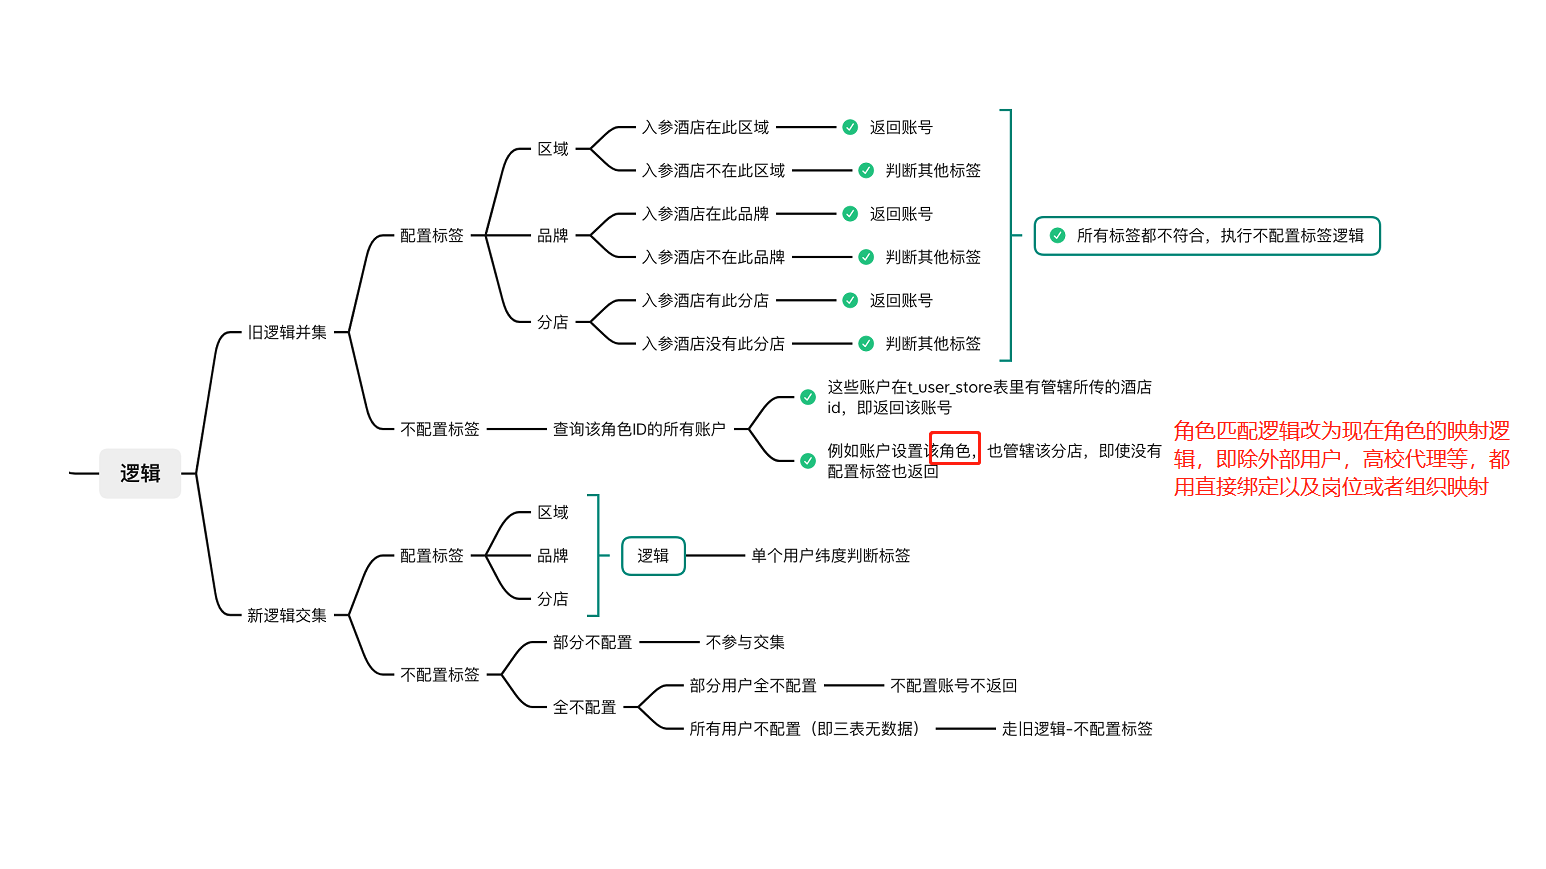 逻辑
旧逻辑并集
配置标签
区域
入参酒店在此区域
返回账号
入参酒店不在此区域
判断其他标签
品牌
入参酒店在此品牌
返回账号
入参酒店不在此品牌
判断其他标签
分店
入参酒店有此分店
返回账号
入参酒店没有此分店
判断其他标签
所有标签都不符合，执行不配置标签逻辑
不配置标签
查询该角色ID的所有账户
这些账户在t_user_store表里有管辖所传的酒店
id，即返回该账号
例如账户设置该角色，也管辖该分店，即使没有
配置标签也返回
角色匹配逻辑改为现在角色的映射逻
辑，即除外部用户，高校代理等，都
用直接绑定以及岗位或者组织映射
新逻辑交集
配置标签
区域
品牌
分店
逻辑
单个用户纬度判断标签
不配置标签
部分不配置
不参与交集
全不配置
部分用户全不配置
不配置账号不返回
所有用户不配置（即三表无数据）
走旧逻辑-不配置标签